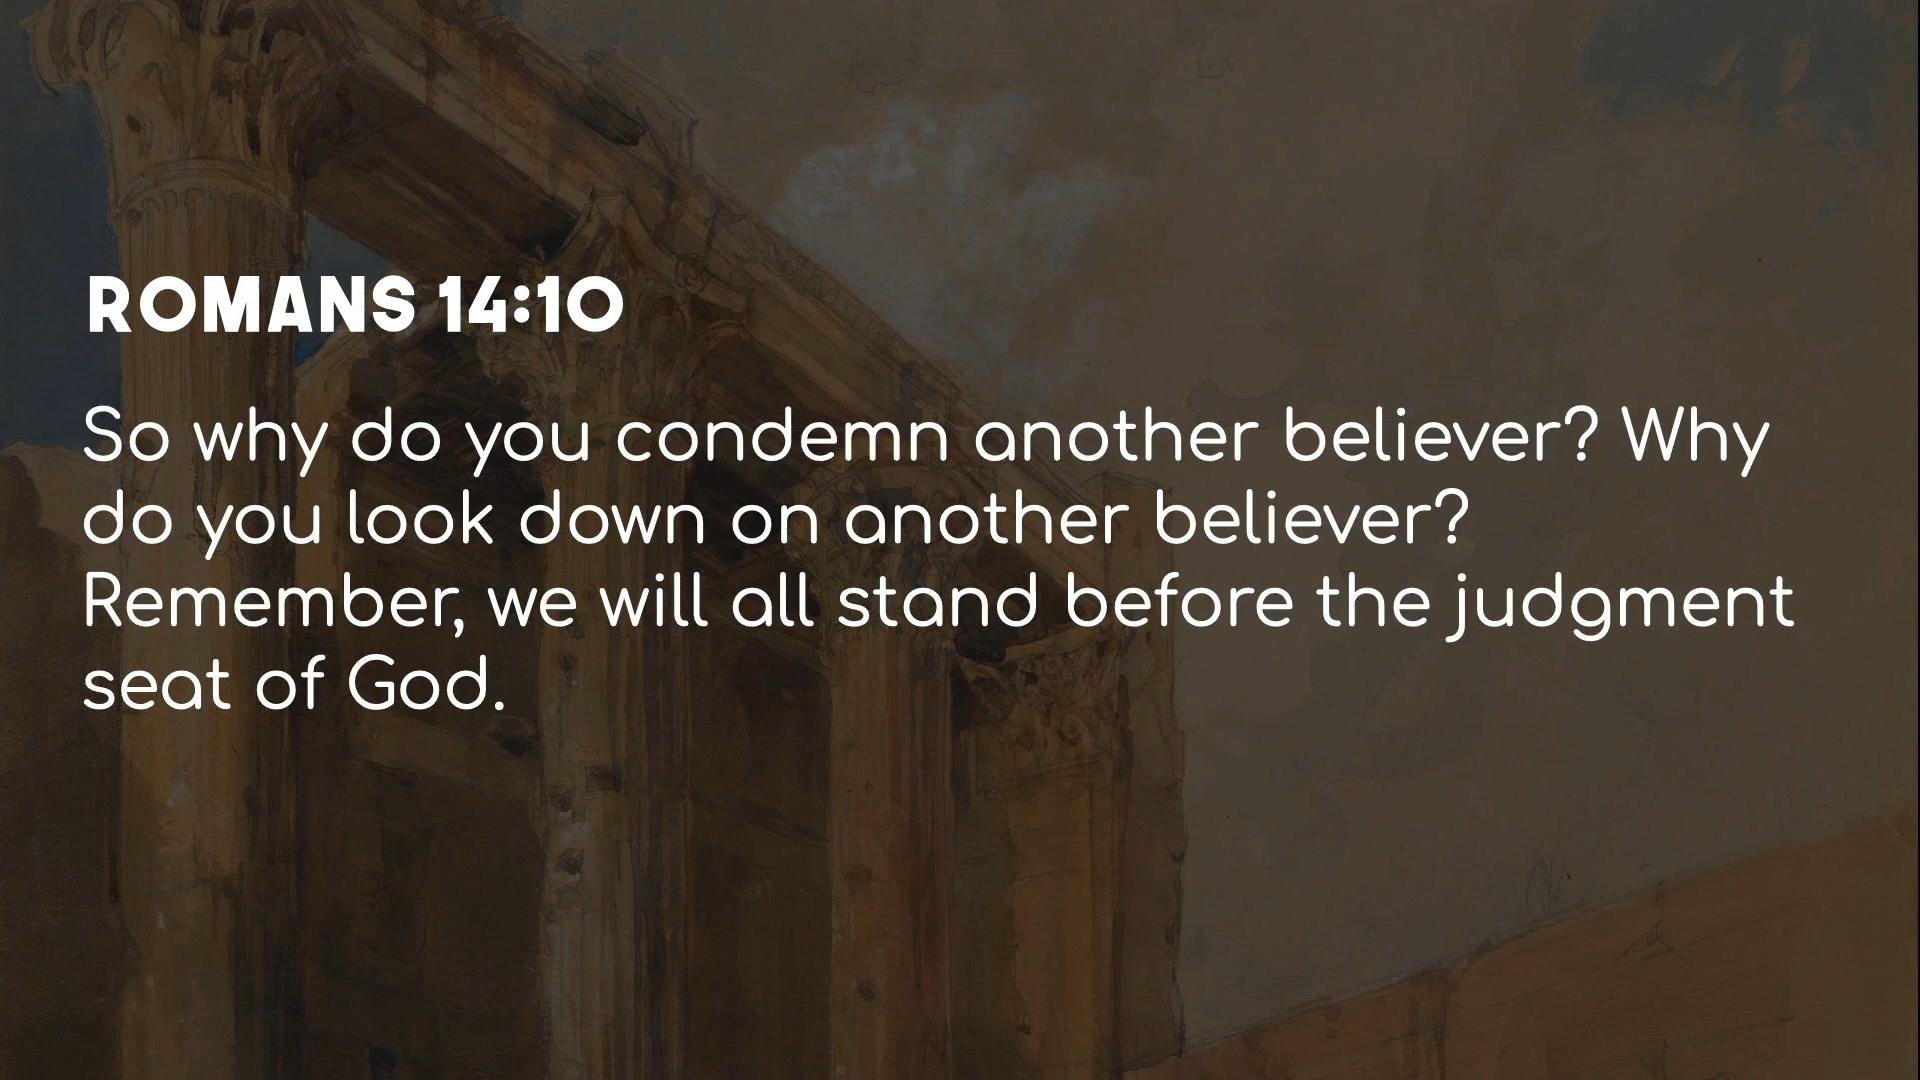 ROMANS 14:10
So why do you condemn another believer? Why
do you look down on another believer?
Remember, we will all stand before the judgment
seat of God.